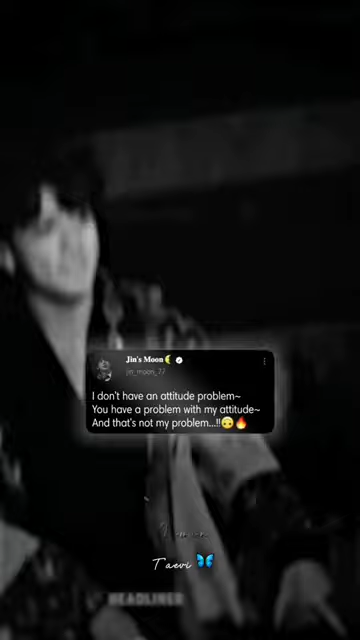 Jin's Moon🌙
jin_moon_77
I don't have an attitude problem~
You have a problem with my attitude~
And that's not my problem...!!😌🔥
Taevi 🦋
HEADLINER